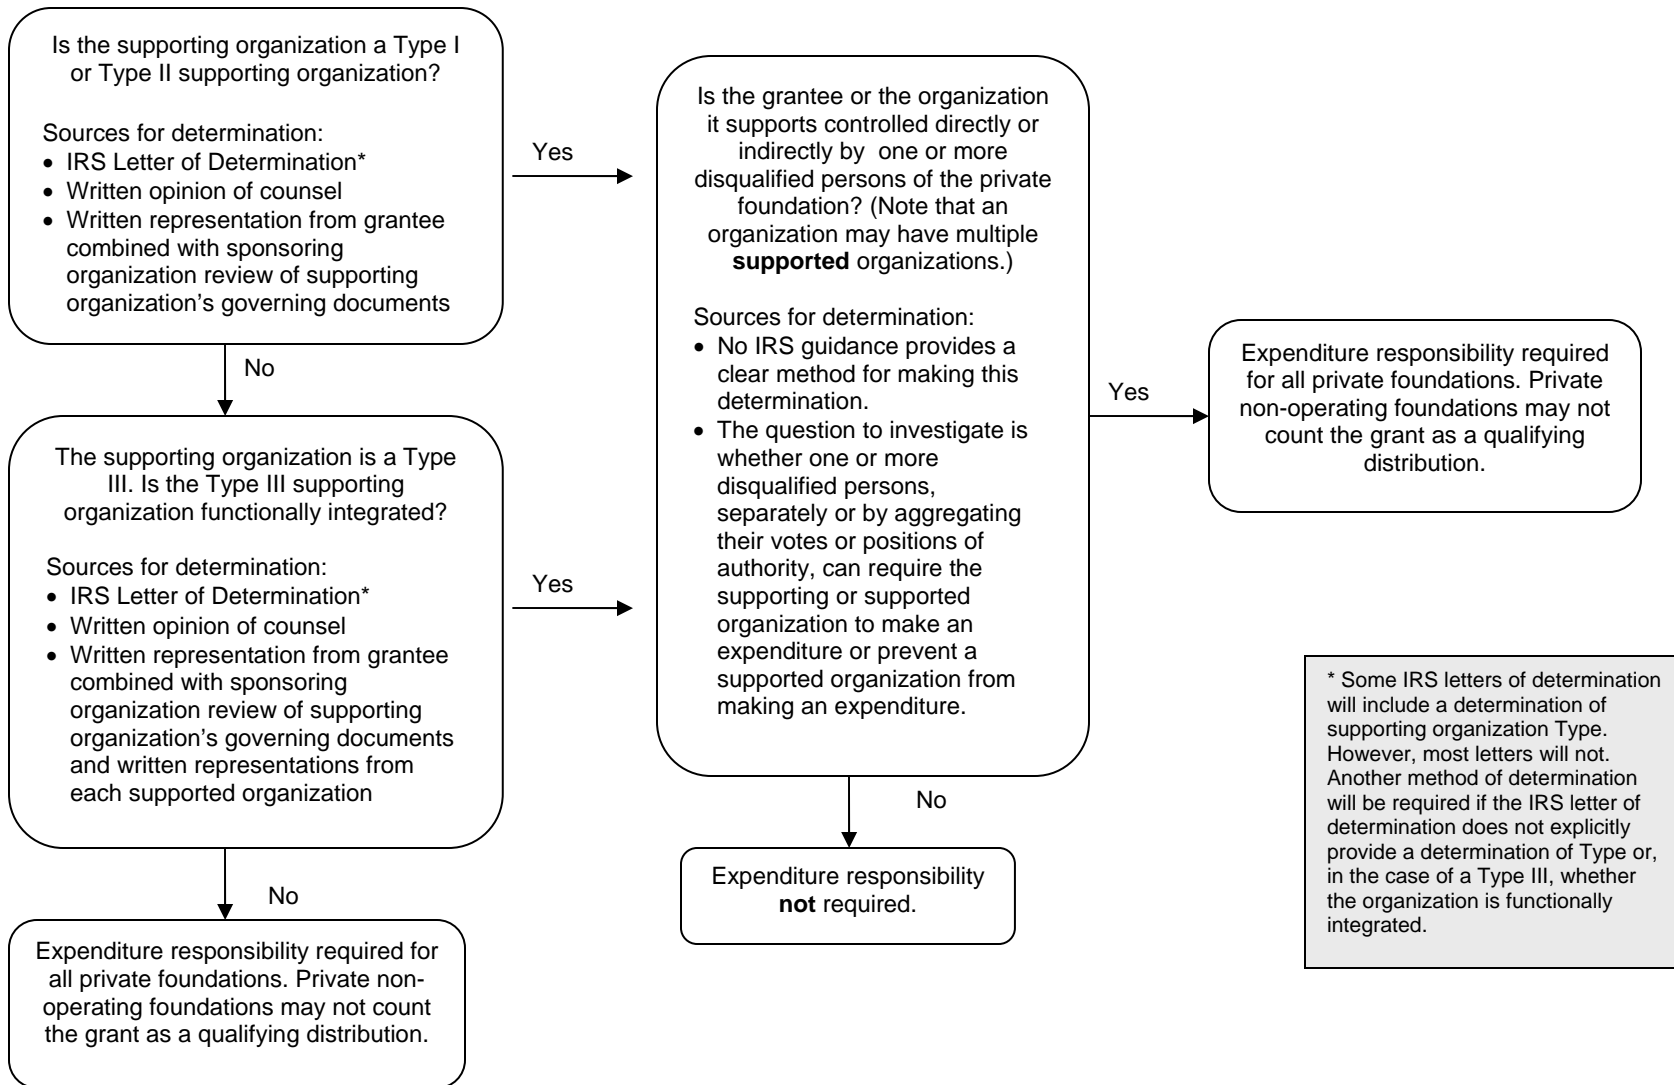 Is the supporting organization a Type I
or Type II supporting organization?
Sources for determination:
• IRS Letter of Determination*
• Written opinion of counsel
• Written representation from grantee
combined with sponsoring
organization review of supporting
organization’s governing documents
Yes
No
The supporting organization is a Type
III. Is the Type III supporting
organization functionally integrated?
Sources for determination:
• IRS Letter of Determination*
• Written opinion of counsel
• Written representation from grantee
combined with sponsoring
organization review of supporting
organization’s governing documents
and written representations from
each supported organization
Yes
No
Expenditure responsibility required for
all private foundations. Private non-
operating foundations may not count
the grant as a qualifying distribution.
Is the grantee or the organization
it supports controlled directly or
indirectly by one or more
disqualified persons of the private
foundation? (Note that an
organization may have multiple
supported organizations.)
Sources for determination:
• No IRS guidance provides a
clear method for making this
determination.
• The question to investigate is
whether one or more
disqualified persons,
separately or by aggregating
their votes or positions of
authority, can require the
supporting or supported
organization to make an
expenditure or prevent a
supported organization from
making an expenditure.
Yes
No
Expenditure responsibility
not required.
Expenditure responsibility required
for all private foundations. Private
non-operating foundations may not
count the grant as a qualifying
distribution.
* Some IRS letters of determination
will include a determination of
supporting organization Type.
However, most letters will not.
Another method of determination
will be required if the IRS letter of
determination does not explicitly
provide a determination of Type or,
in the case of a Type III, whether
the organization is functionally
integrated.